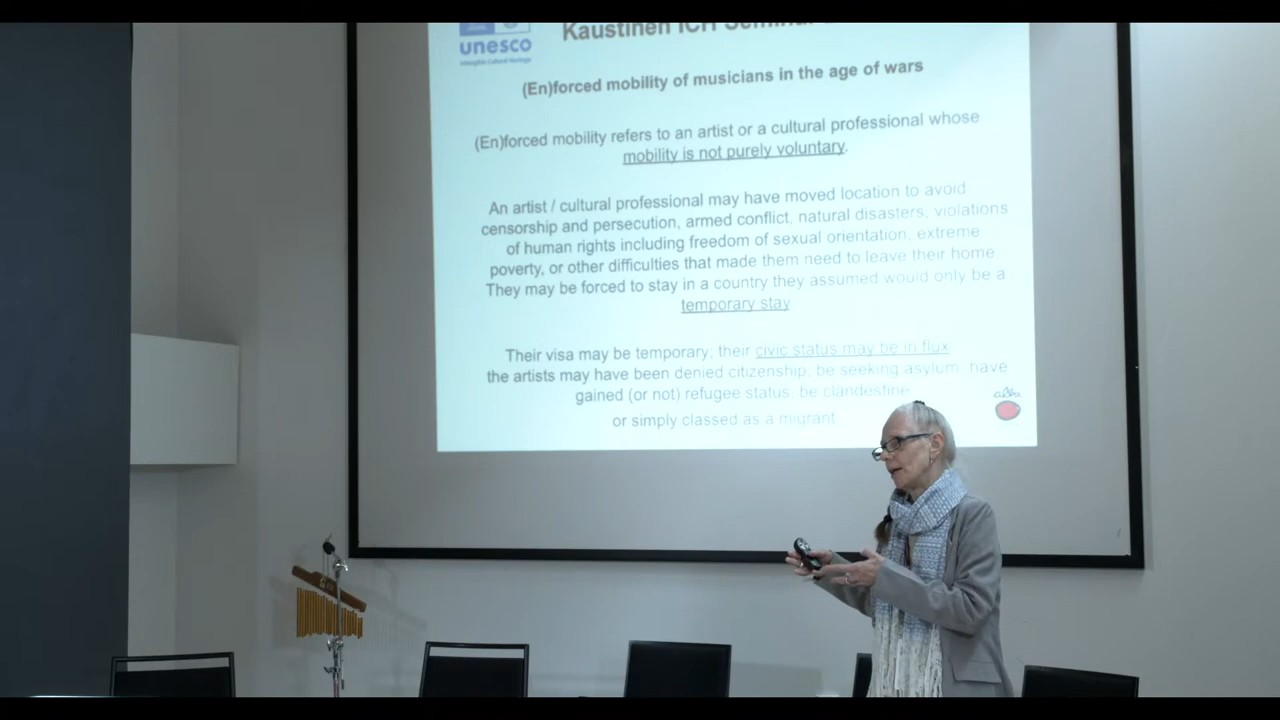 unesco
Intangible Cultural Heritage
Kaustinen ICH Seminar
(En)forced mobility of musicians in the age of wars
(En)forced mobility refers to an artist or a cultural professional whose
mobility is not purely voluntary.
An artist / cultural professional may have moved location to avoid
censorship and persecution, armed conflict, natural disasters, violations
of human rights including freedom of sexual orientation, extreme
poverty, or other difficulties that made them need to leave their home.
They may be forced to stay in a country they assumed would only be a
temporary stay
Their visa may be temporary; their civic status may be in flux
the artists may have been denied citizenship, be seeking asylum, have
gained (or not) refugee status, be clandestine
or simply classed as a migrant